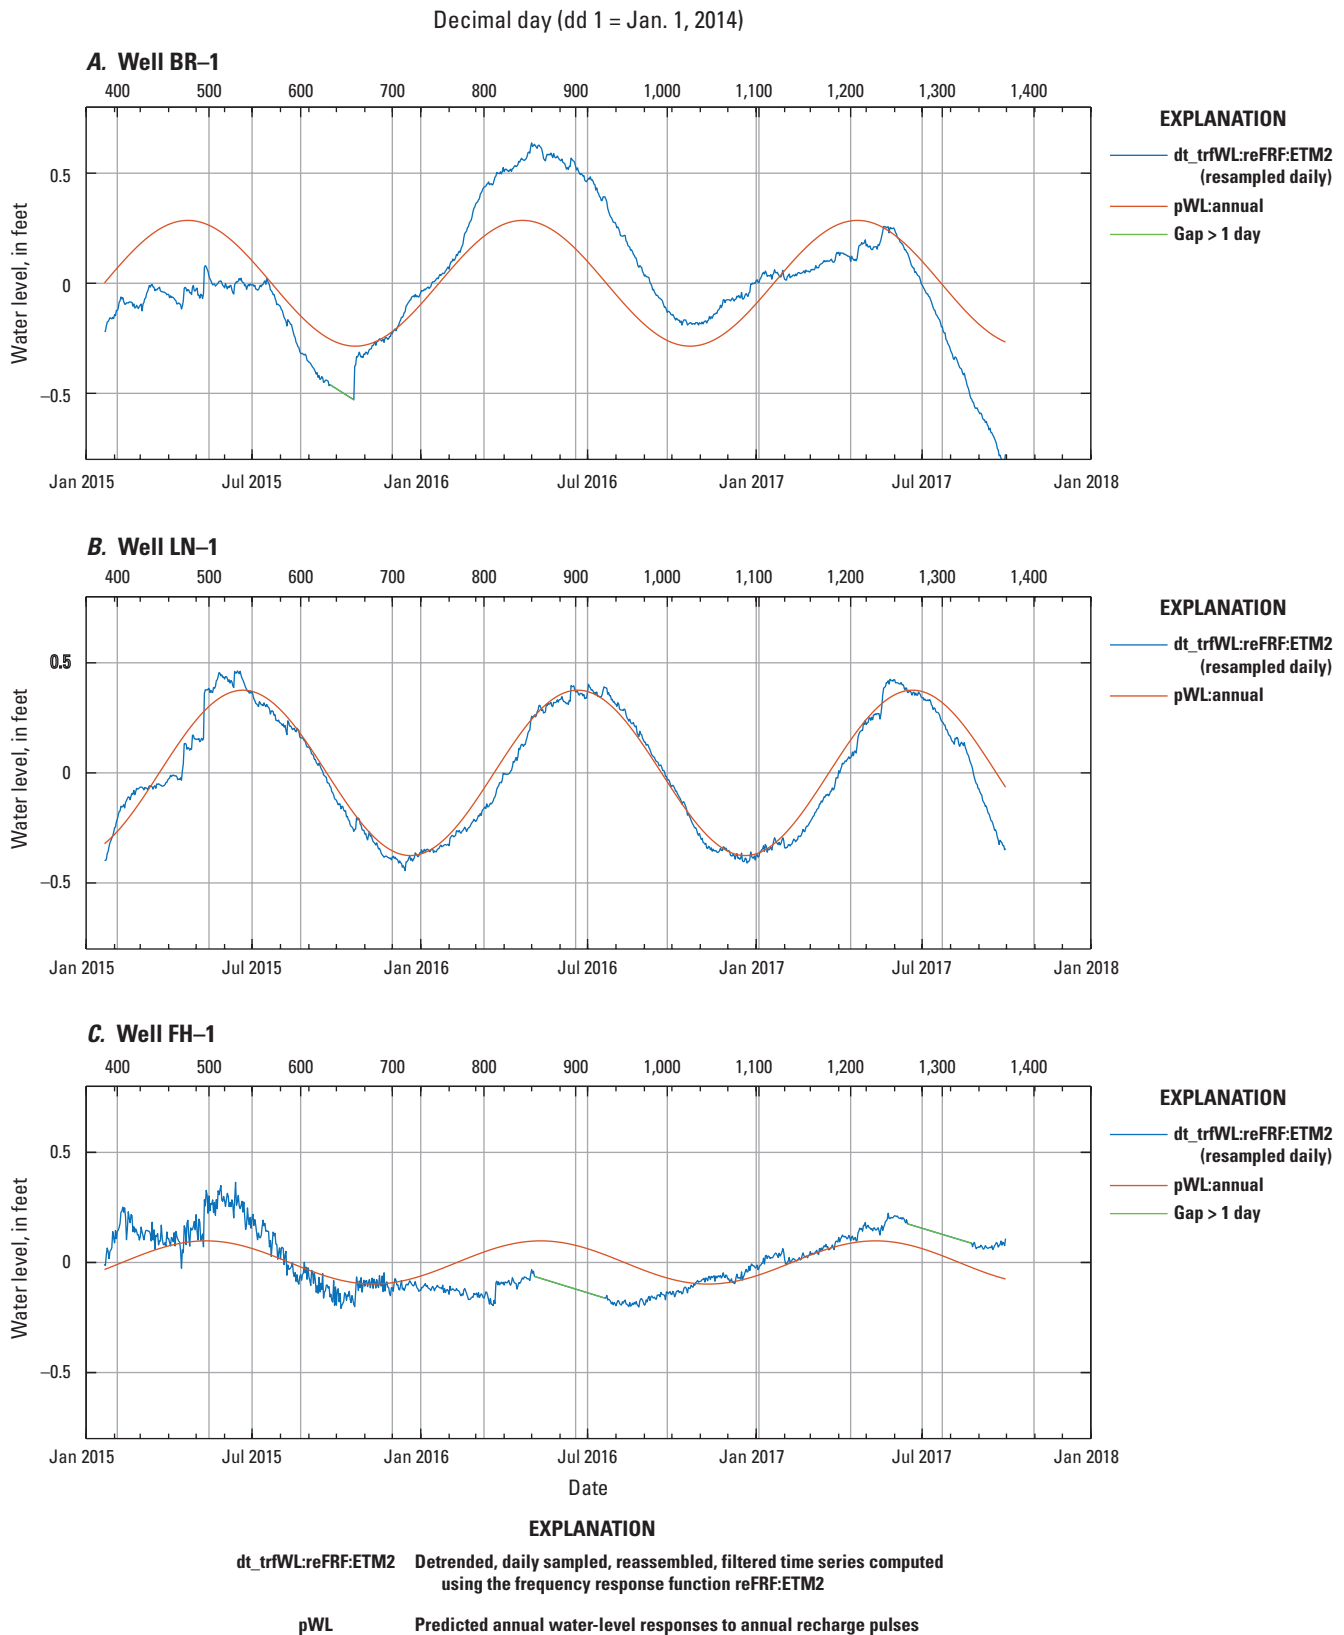 Decimal day (dd 1 = Jan. 1, 2014)
A. Well BR–1
400 500 600 700 800 900 1,000 1,100 1,200 1,300 1,400
0.5
0
–0.5
Water level, in feet
Jan 2015 Jul 2015 Jan 2016 Jul 2016 Jan 2017 Jul 2017 Jan 2018
EXPLANATION
dt_trfWL:reFRF:ETM2
(resampled daily)
pWL:annual
Gap > 1 day
B. Well LN–1
400 500 600 700 800 900 1,000 1,100 1,200 1,300 1,400
0.5
0
–0.5
Water level, in feet
Jan 2015 Jul 2015 Jan 2016 Jul 2016 Jan 2017 Jul 2017 Jan 2018
EXPLANATION
dt_trfWL:reFRF:ETM2
(resampled daily)
pWL:annual
C. Well FH–1
400 500 600 700 800 900 1,000 1,100 1,200 1,300 1,400
0.5
0
–0.5
Water level, in feet
Jan 2015 Jul 2015 Jan 2016 Jul 2016 Jan 2017 Jul 2017 Jan 2018
Date
EXPLANATION
dt_trfWL:reFRF:ETM2
(resampled daily)
pWL:annual
Gap > 1 day
EXPLANATION
dt_trfWL:reFRF:ETM2 Detrended, daily sampled, reassembled, filtered time series computed
using the frequency response function reFRF:ETM2
pWL Predicted annual water-level responses to annual recharge pulses